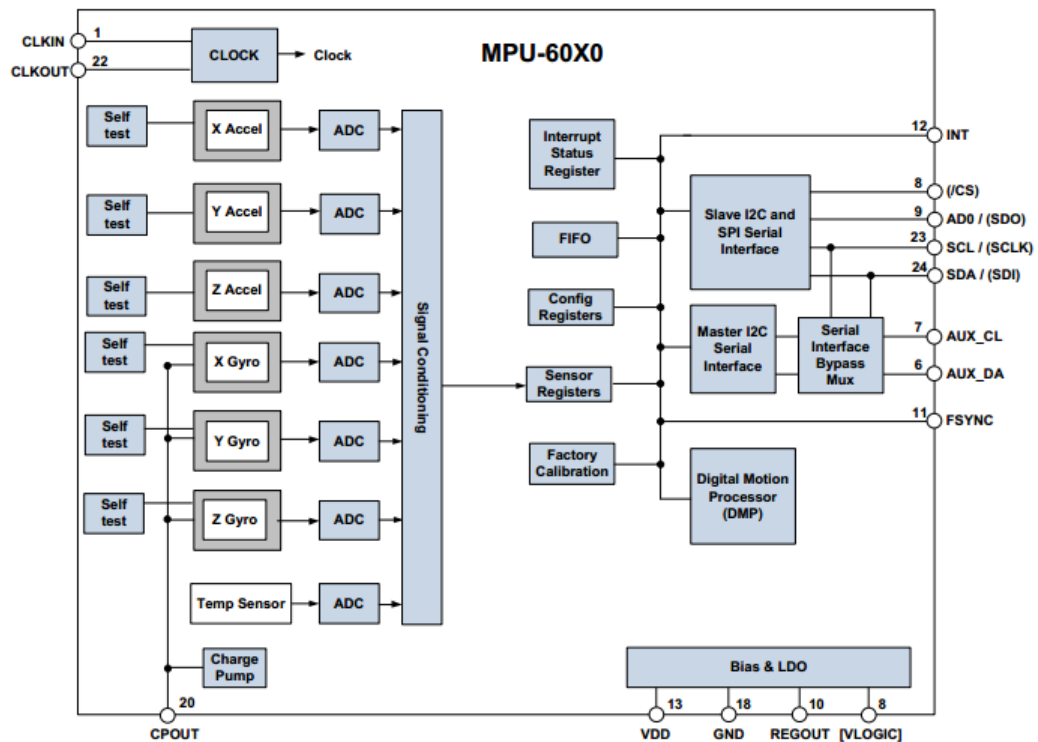 MPU-60X0
CLKIN
1
CLKOUT
22
CLOCK
Clock
Self
test
X Accel
ADC
Self
test
Y Accel
ADC
Self
test
Z Accel
ADC
Self
test
X Gyro
ADC
Self
test
Y Gyro
ADC
Self
test
Z Gyro
ADC
Temp Sensor
ADC
Charge
Pump
20
CPOUT
Signal Conditioning
Interrupt
Status
Register
FIFO
Config
Registers
Sensor
Registers
Factory
Calibration
Slave I2C and
SPI Serial
Interface
Master I2C
Serial
Interface
Serial
Interface
Bypass
Mux
Digital Motion
Processor
(DMP)
12
INT
8
(/CS)
9
AD0 / (SDO)
23
SCL / (SCLK)
24
SDA / (SDI)
7
AUX_CL
6
AUX_DA
11
FSYNC
Bias & LDO
13
VDD
18
GND
10
REGOUT
8
[VLOGIC]